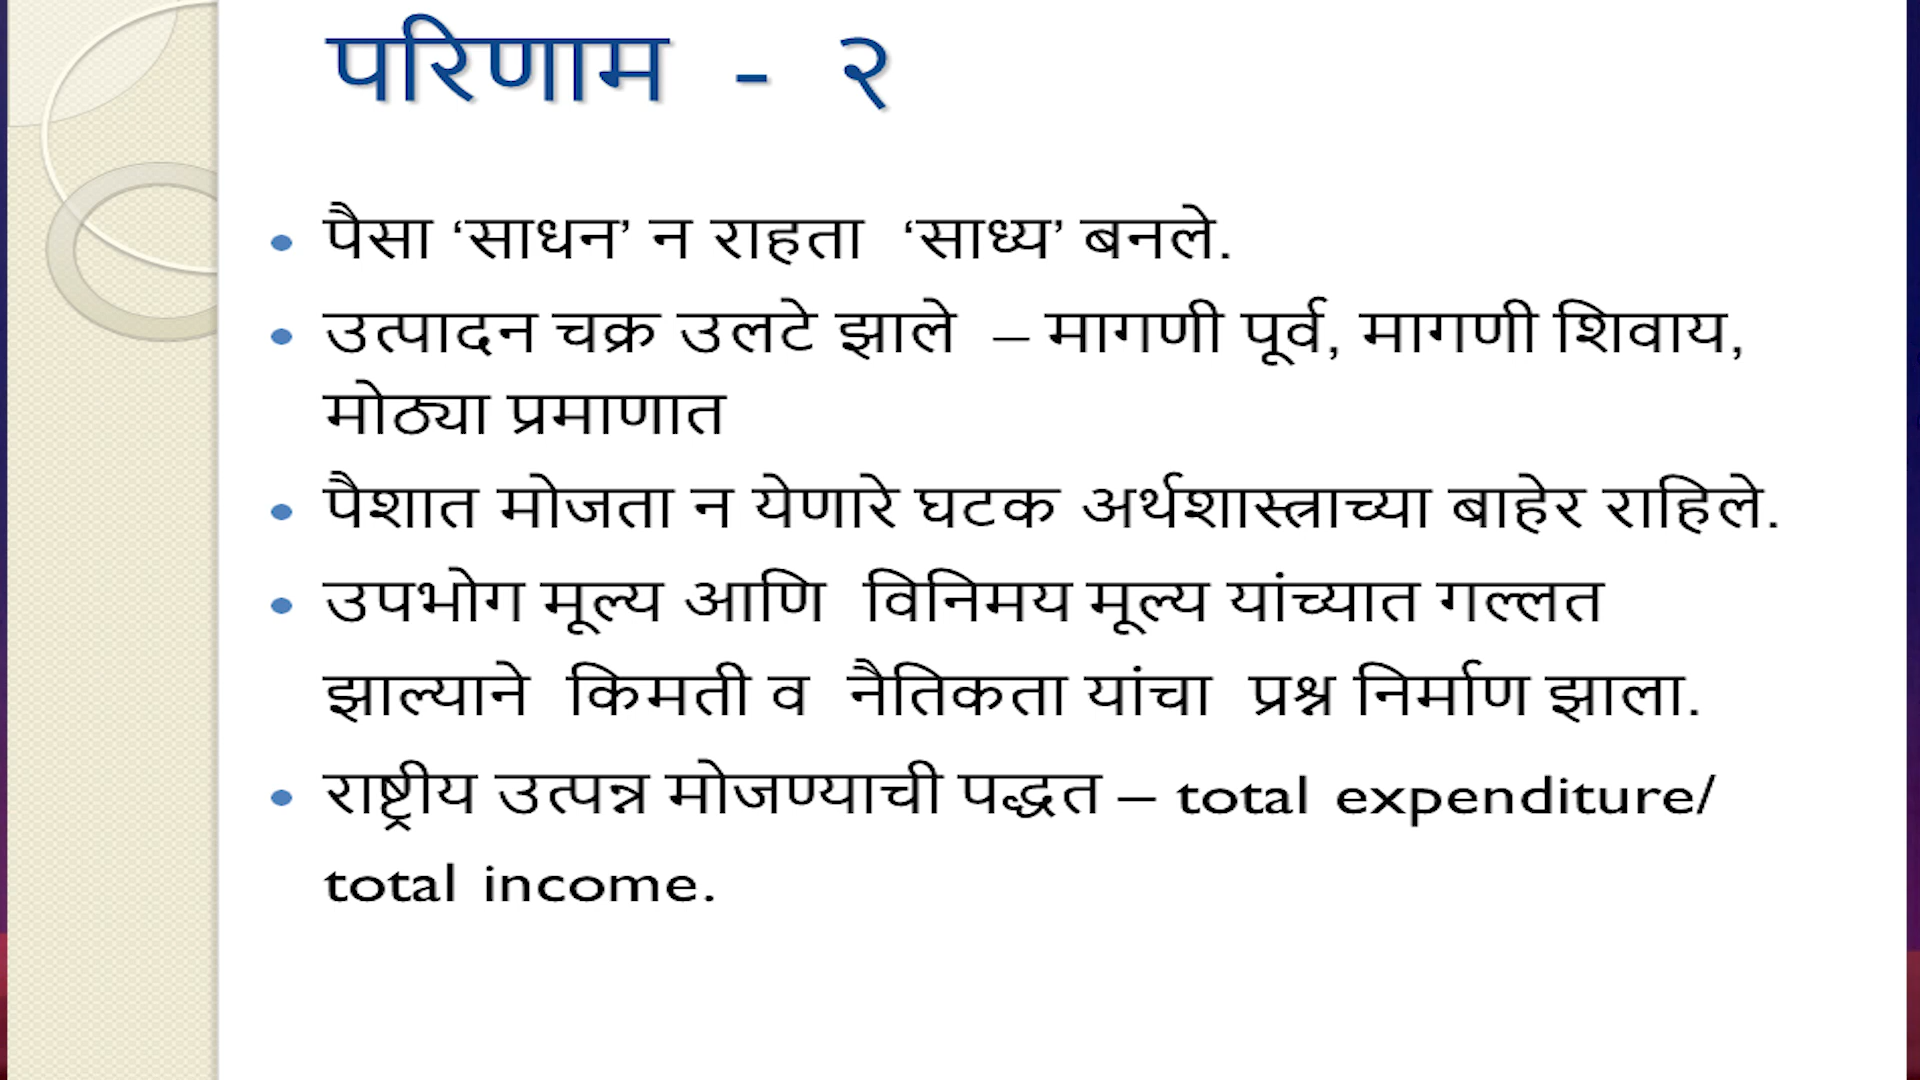 परिणाम - २
• पैसा ‘साधन’ न राहता ‘साध्य’ बनले.
• उत्पादन चक्र उलटे झाले – मागणी पूर्व, मागणी शिवाय,
मोठ्या प्रमाणात
• पैशात मोजता न येणारे घटक अर्थशास्त्राच्या बाहेर राहिले.
• उपभोग मूल्य आणि विनिमय मूल्य यांच्यात गल्लत
झाल्याने किमती व नैतिकता यांचा प्रश्न निर्माण झाला.
• राष्ट्रीय उत्पन्न मोजण्याची पद्धत – total expenditure/
total income.